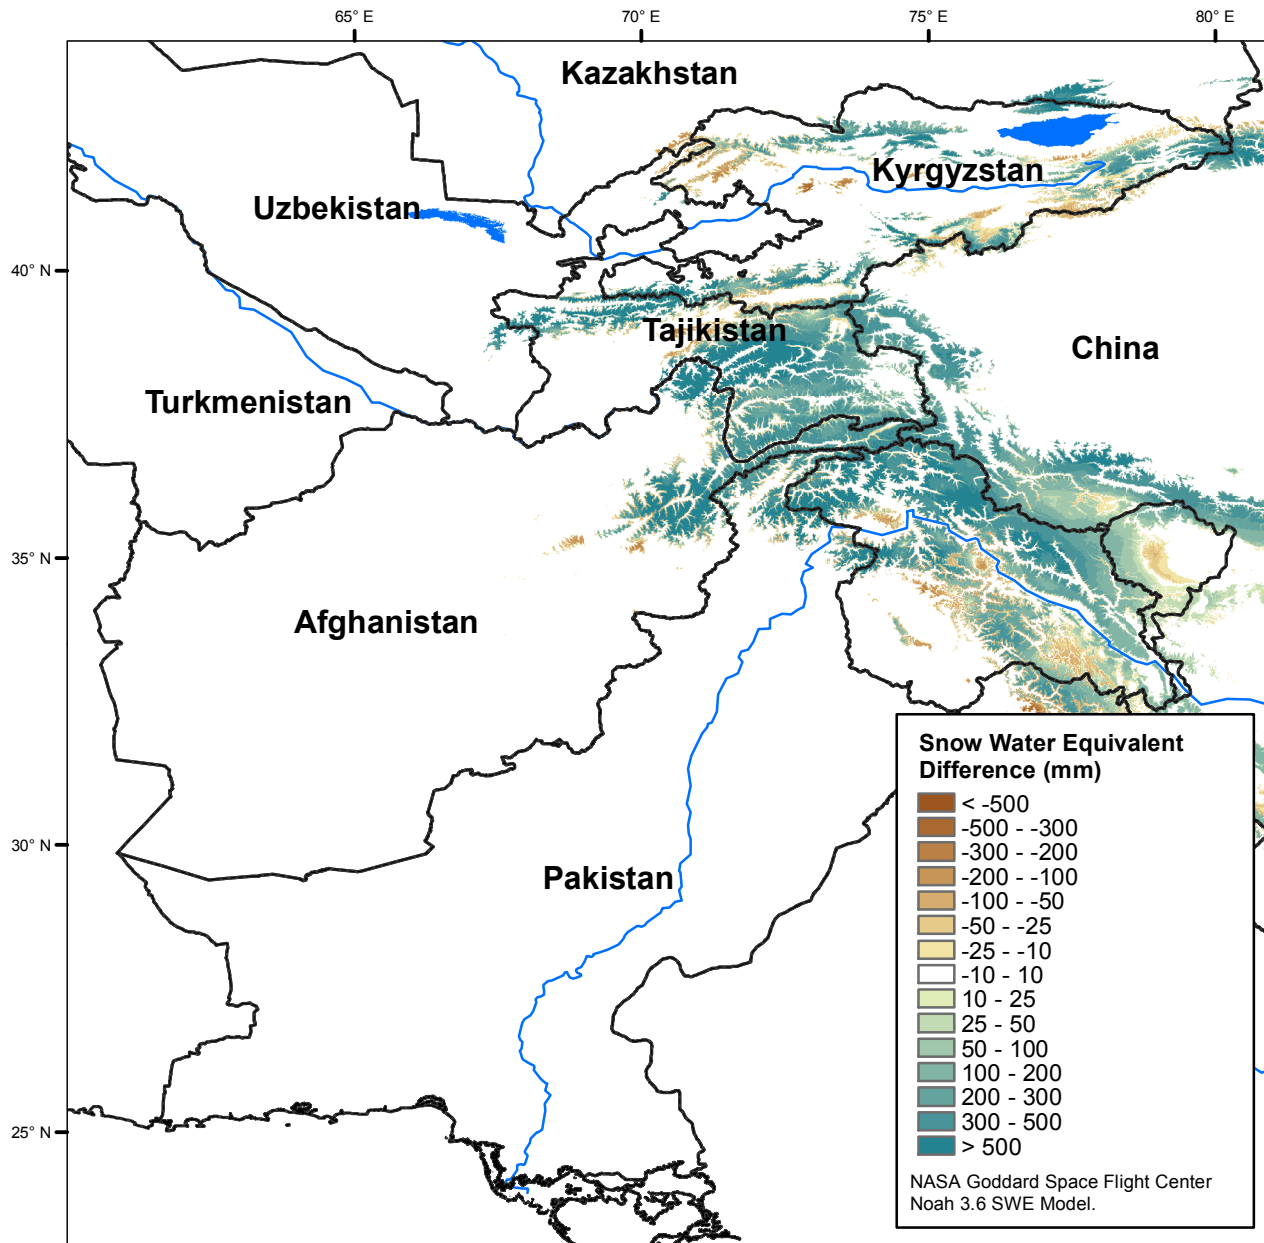 65° E
70° E
75° E
80° E
Kazakhstan
Kyrgyzstan
Uzbekistan
40° N
Tajikistan
China
Turkmenistan
35° N
Afghanistan
Snow Water Equivalent
Difference (mm)
< -500
-500 - -300
30° N
-300 - -200
Pakistan
-200 - -100
-100 - -50
-50 - -25
-25 - -10
-10 - 10
10 - 25
25 - 50
50 - 100
100 - 200
200 - 300
300 - 500
25° N
> 500
NASA Goddard Space Flight Center
Noah 3.6 SWE Model.